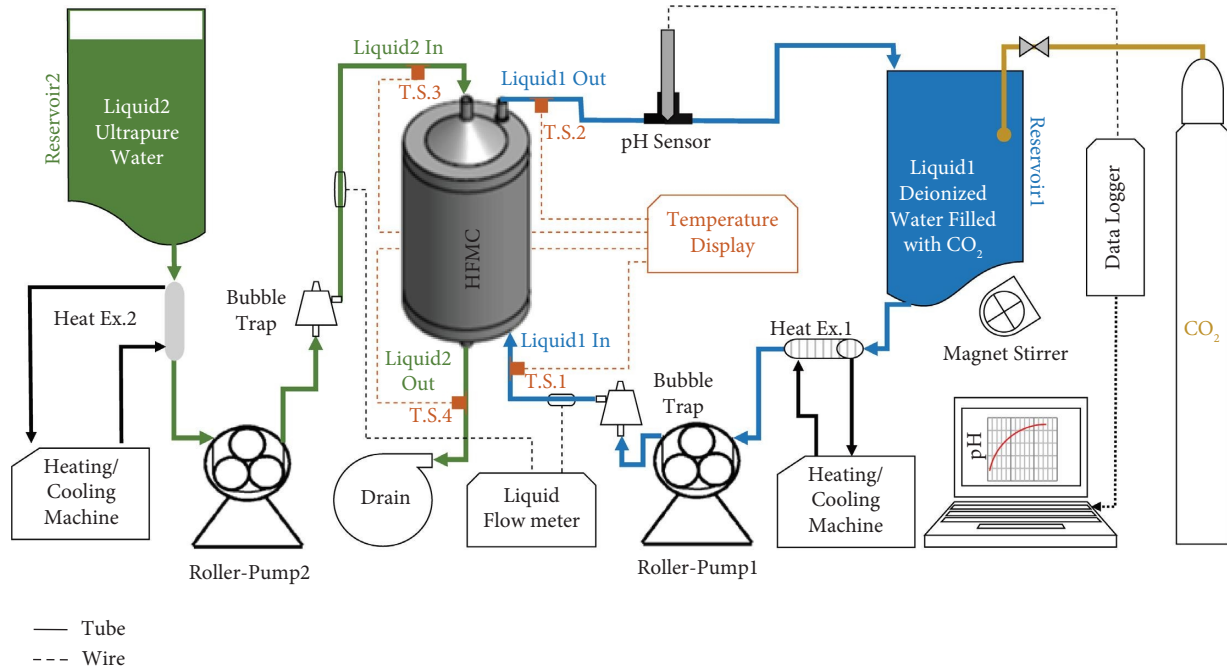 Reservoir2
Liquid2
Ultrapure
Water
Liquid2 In
T.S.3
Liquid1 Out
T.S.2
pH Sensor
Liquid1
Deionized
Water Filled
with CO₂
Reservoir1
Data Logger
CO₂
HFMC
Temperature
Display
Heat Ex.2
Bubble
Trap
Liquid2
Out
T.S.4
Liquid1 In
T.S.1
Bubble
Trap
Heat Ex.1
Magnet Stirrer
Heating/
Cooling
Machine
Roller-Pump2
Drain
Liquid
Flow meter
Roller-Pump1
Heating/
Cooling
Machine
pH
Tube
Wire